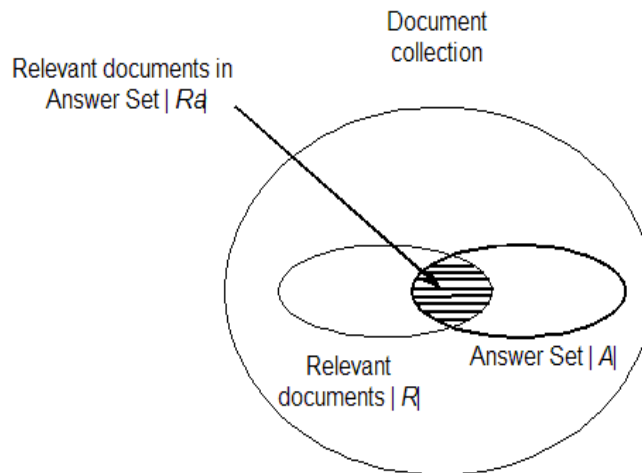 Document
collection
Relevant documents in
Answer Set | Ra|
Relevant
documents | R|
Answer Set | A|